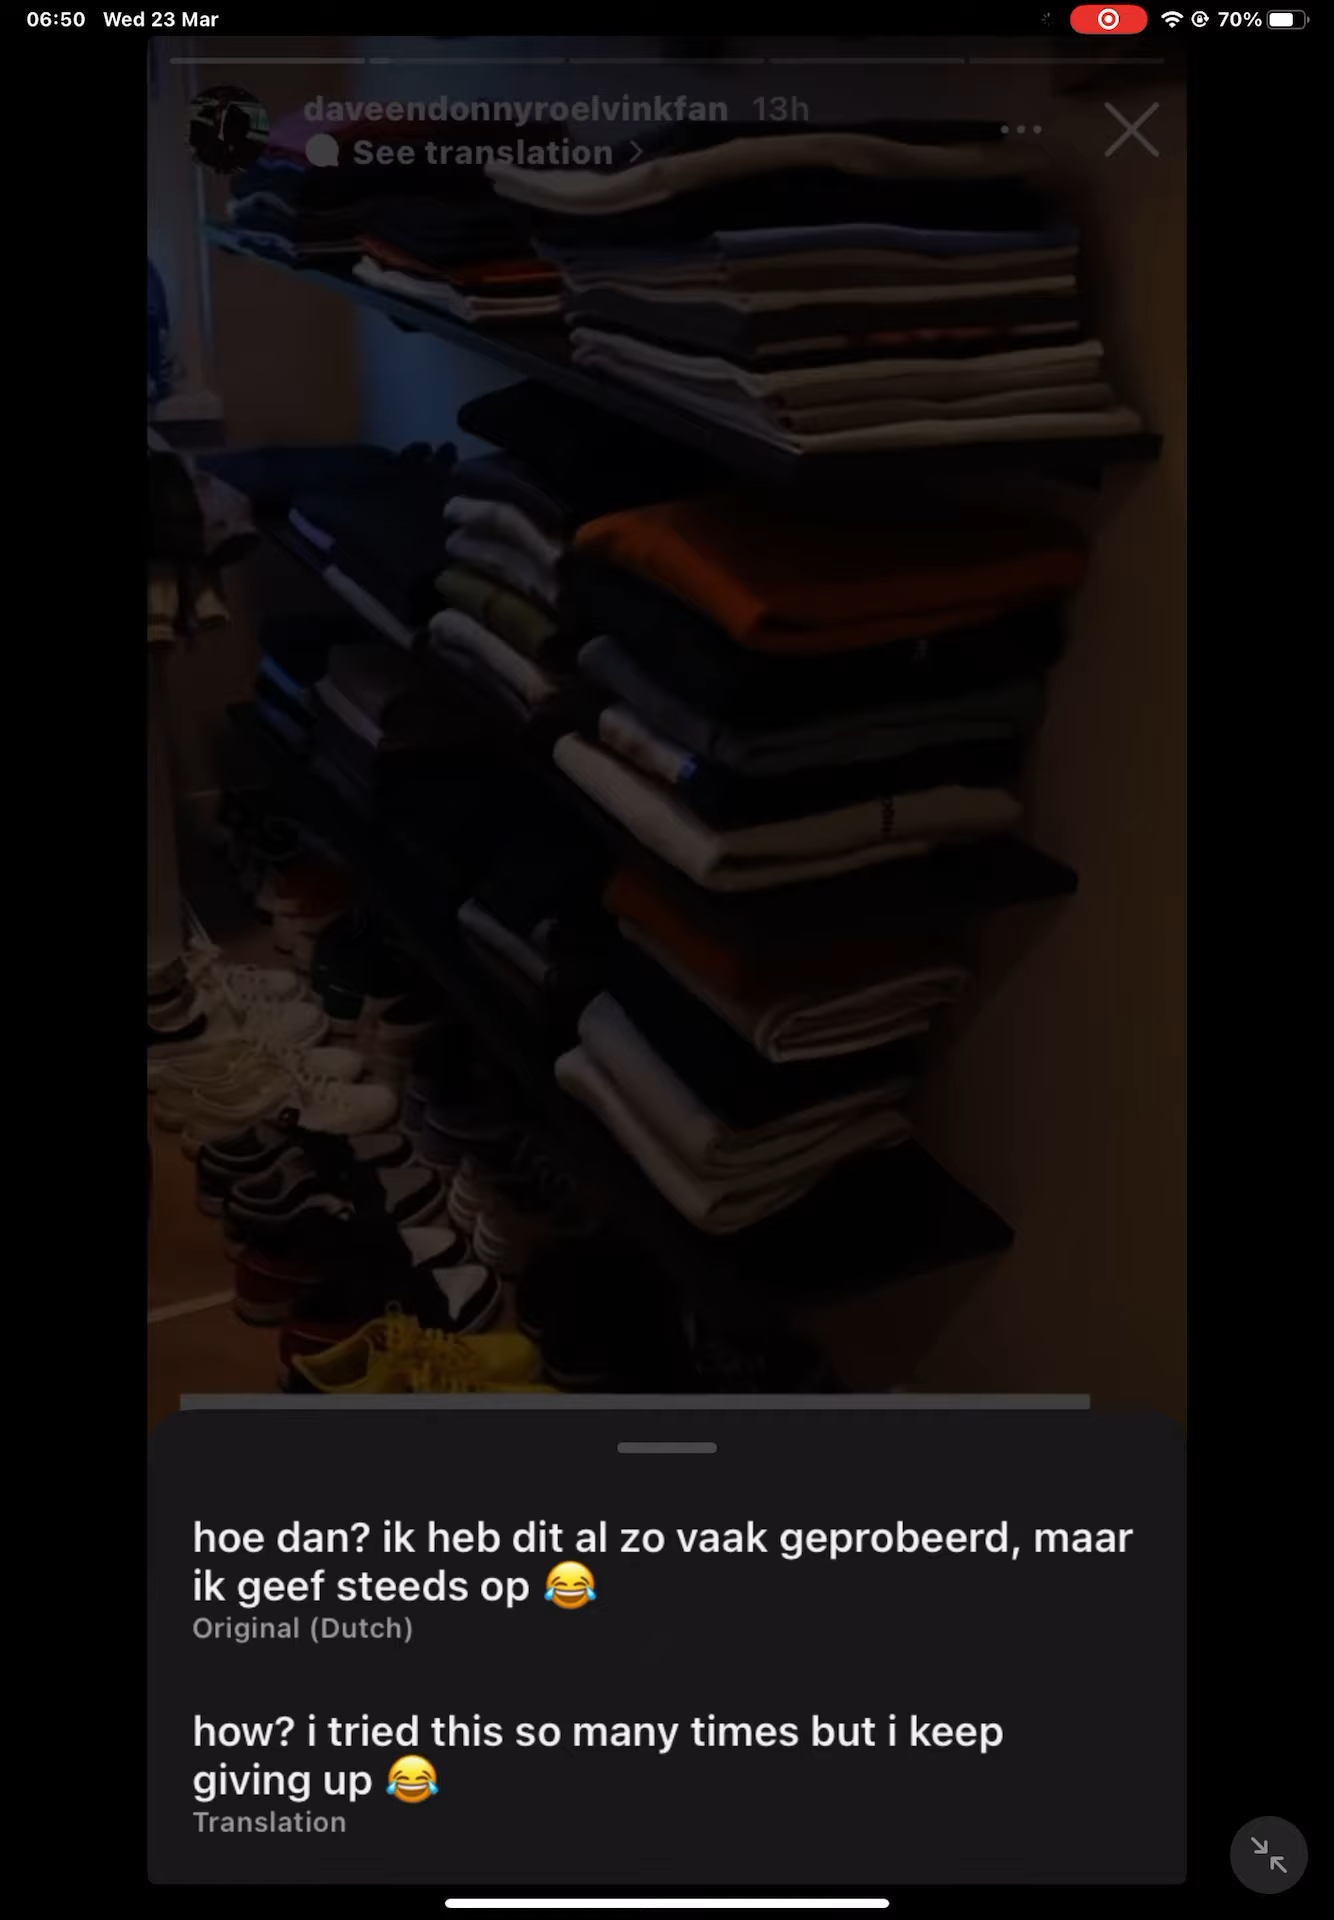 06:50 Wed 23 Mar 70%
daveendonnyroelvinkfan 13h
See translation >
hoe dan? ik heb dit al zo vaak geprobeerd, maar
ik geef steeds op 😂
Original (Dutch)
how? i tried this so many times but i keep
giving up 😂
Translation